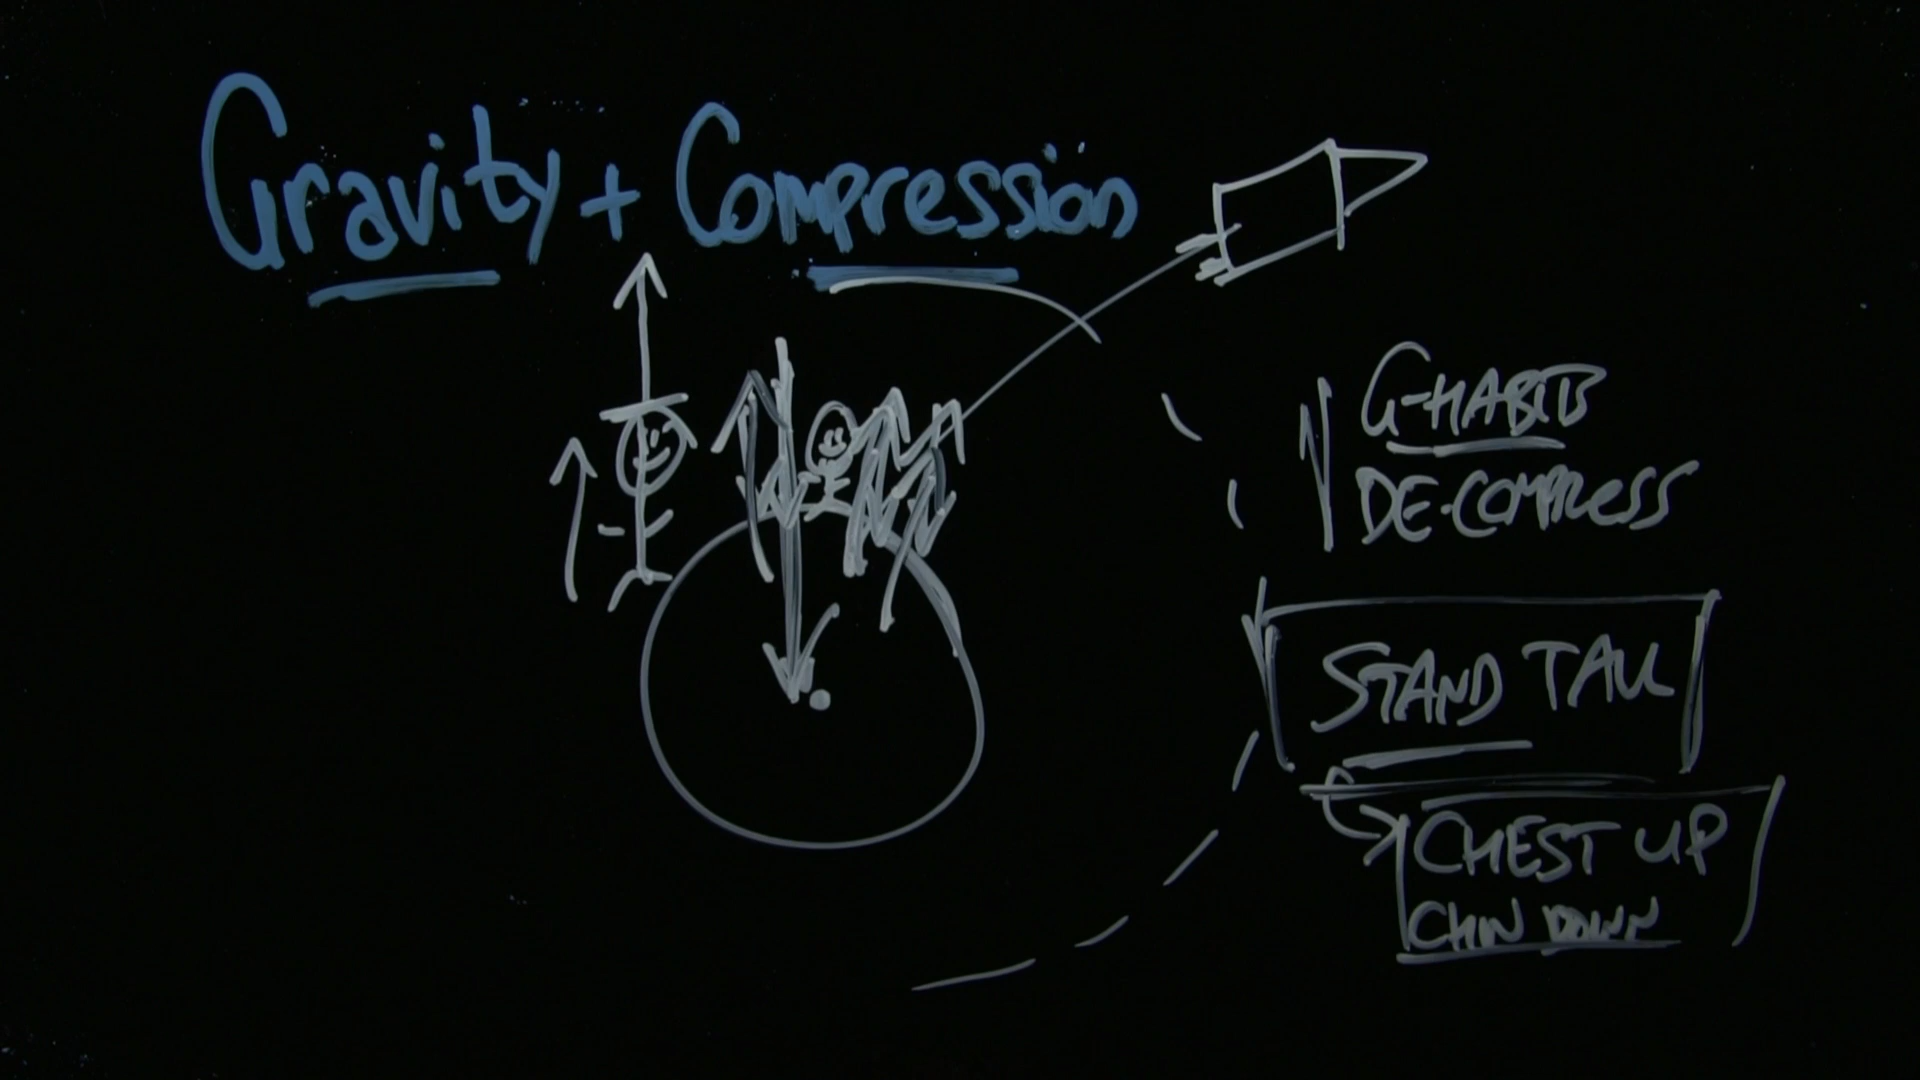 Gravity + Compression
G-HABITS
DE-COMPRESS
STAND TALL
CHEST UP
CHIN DOWN